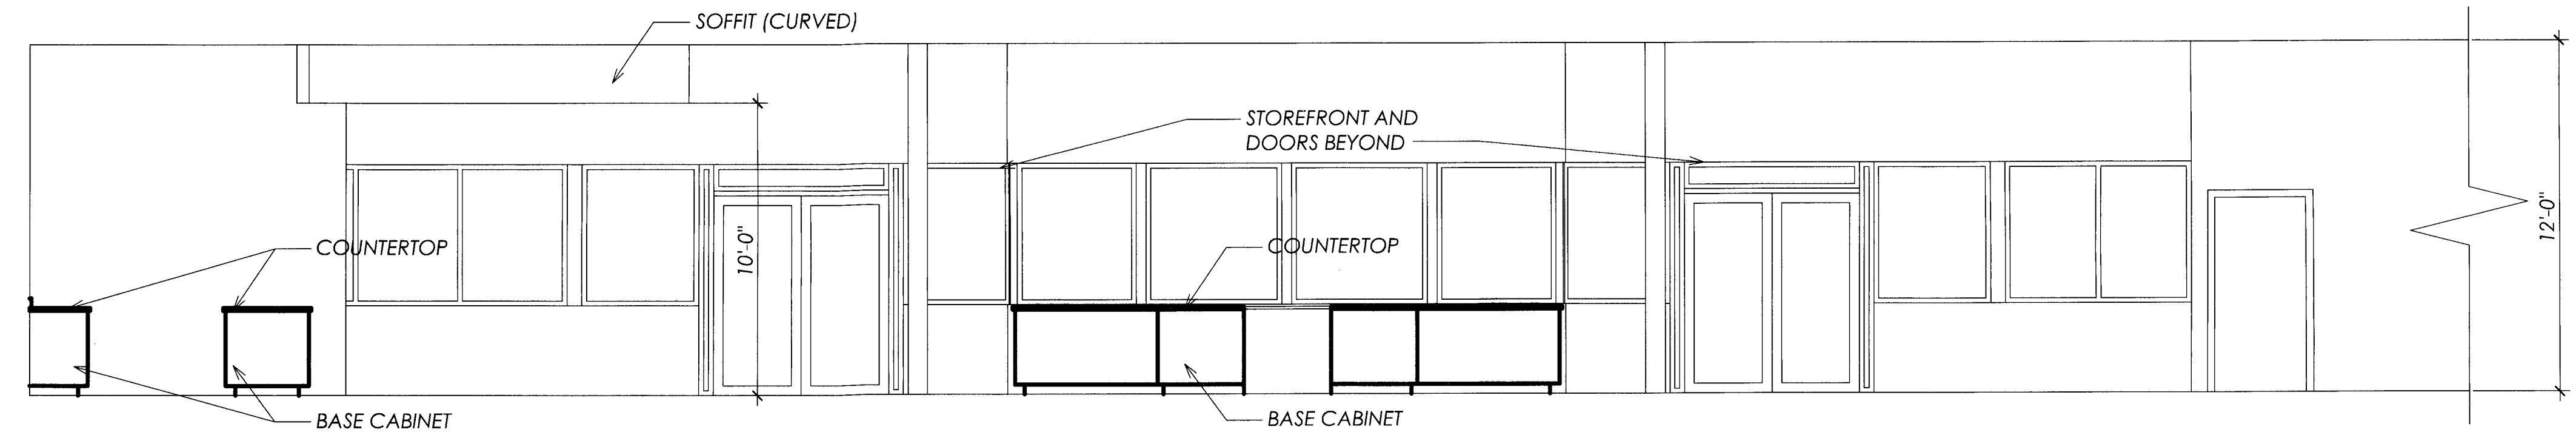 SOFFIT (CURVED)
STOREFRONT AND
DOORS BEYOND
10'-0"
12'-0"
COUNTERTOP
COUNTERTOP
BASE CABINET
BASE CABINET